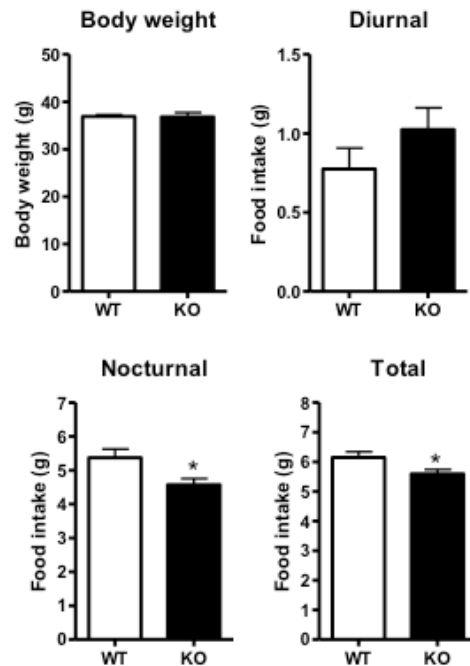 Body weight
Body weight (g)
50
40
30
20
10
0
WT KO
Diurnal
Food intake (g)
1.5
1.0
0.5
0.0
WT KO
Nocturnal
Food intake (g)
7
6
5
4
3
2
1
0
*
WT KO
Total
Food intake (g)
8
7
6
5
4
3
2
1
0
*
WT KO